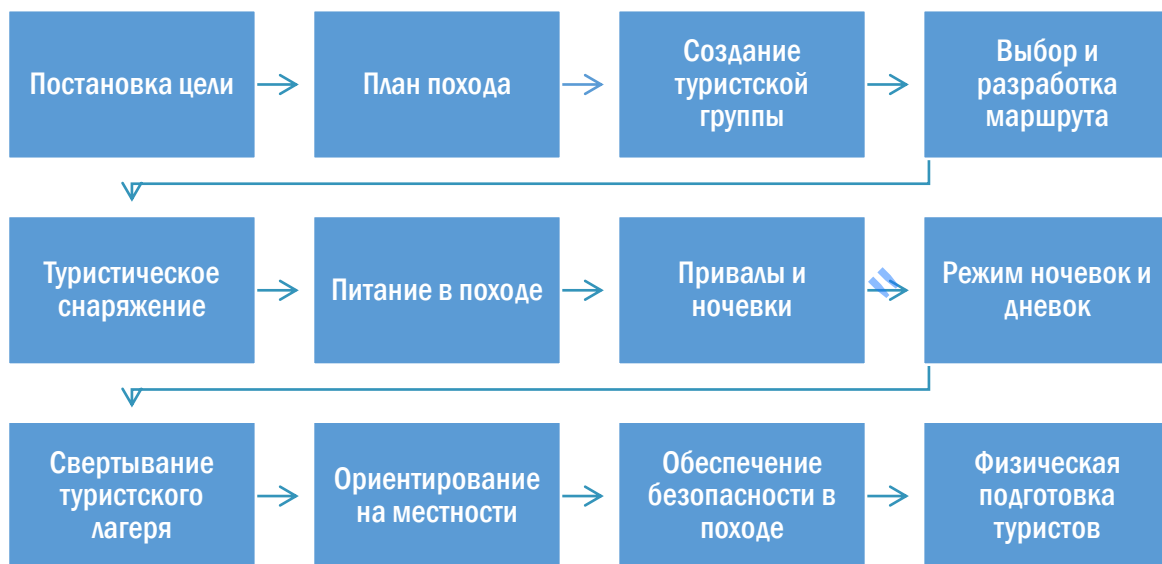 Постановка цели
План похода
Создание
туристской
группы
Выбор и
разработка
маршрута
Туристическое
снаряжение
Питание в походе
Привалы и
ночевки
Режим ночевок и
дневок
Свертывание
туристского
лагеря
Ориентирование
на местности
Обеспечение
безопасности в
походе
Физическая
подготовка
туристов